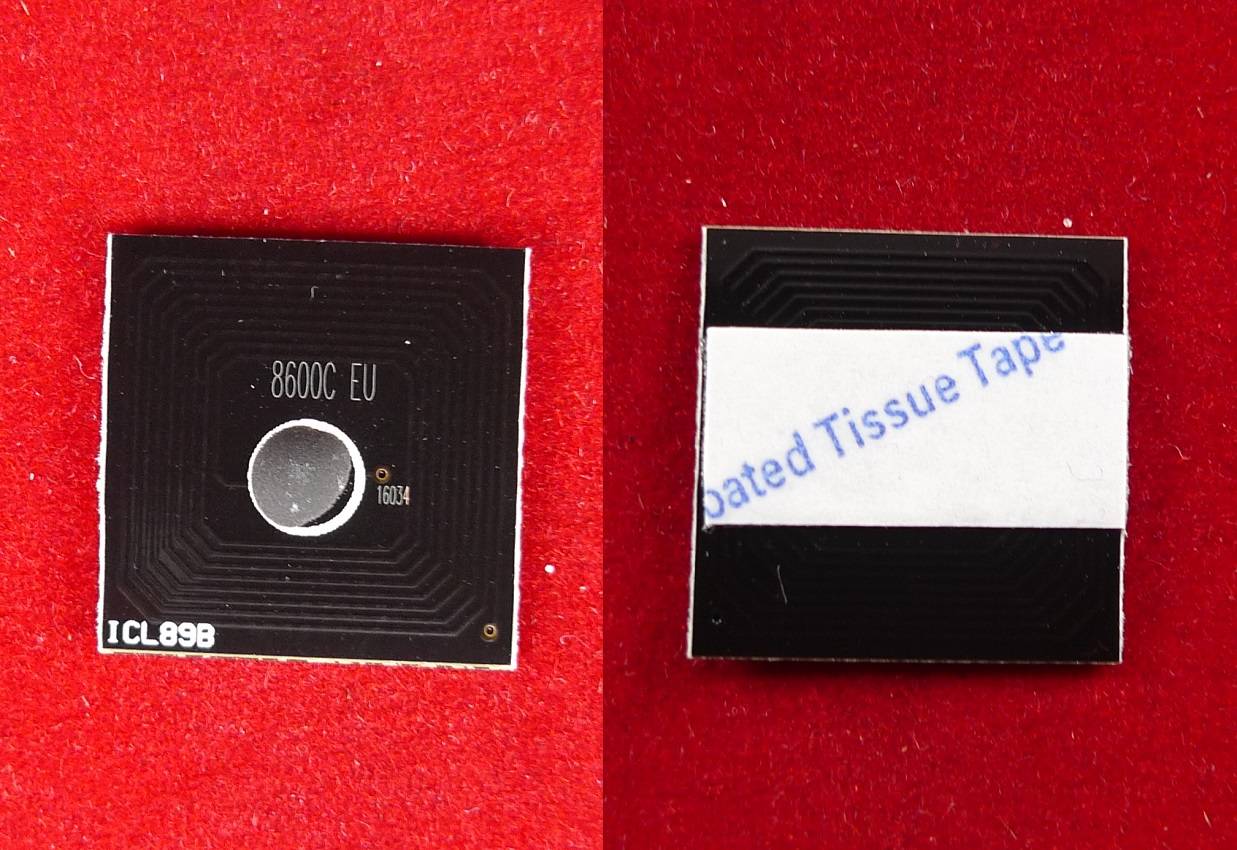 8600C EU
16034
ICL89B
oated Tissue Tape